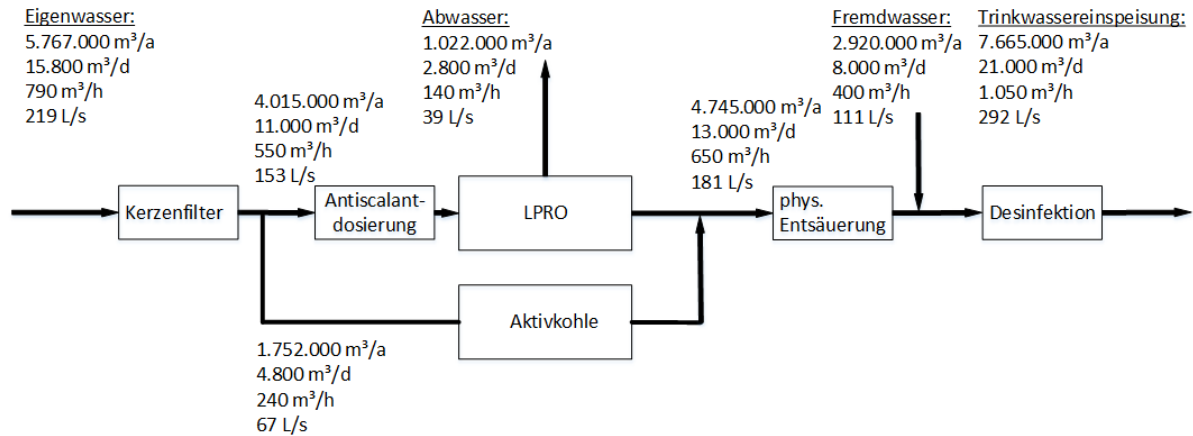 Eigenwasser:
5.767.000 m³/a
15.800 m³/d
790 m³/h
219 L/s
Abwasser:
1.022.000 m³/a
2.800 m³/d
140 m³/h
39 L/s
Fremdwasser:
2.920.000 m³/a
8.000 m³/d
400 m³/h
111 L/s
Trinkwassereinspeisung:
7.665.000 m³/a
21.000 m³/d
1.050 m³/h
292 L/s
4.015.000 m³/a
11.000 m³/d
550 m³/h
153 L/s
4.745.000 m³/a
13.000 m³/d
650 m³/h
181 L/s
Kerzenfilter
Antiscalant-
dosierung
LPRO
phys.
Entsäuerung
Desinfektion
Aktivkohle
1.752.000 m³/a
4.800 m³/d
240 m³/h
67 L/s